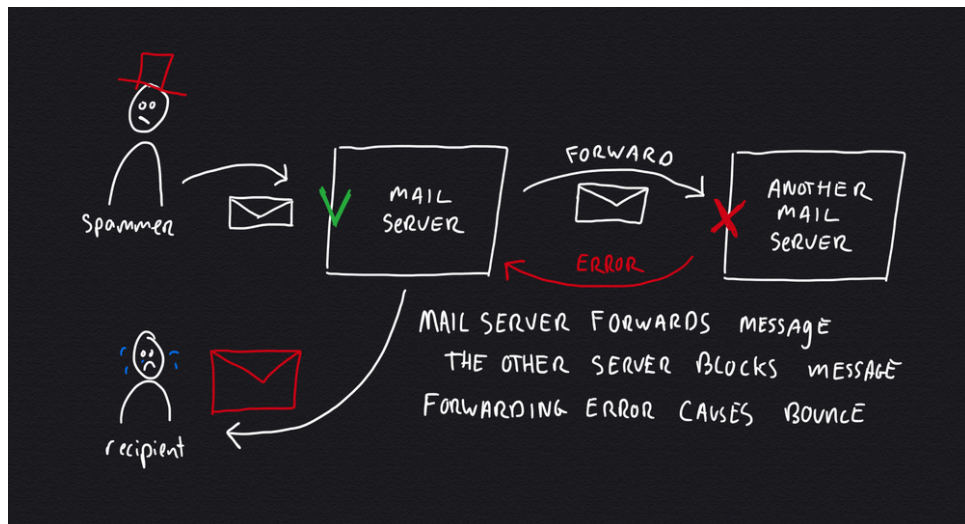 spammer
MAIL
SERVER
FORWARD
ERROR
ANOTHER
MAIL
SERVER
recipient
MAIL SERVER FORWARDS MESSAGE
THE OTHER SERVER BLOCKS MESSAGE
FORWARDING ERROR CAUSES BOUNCE